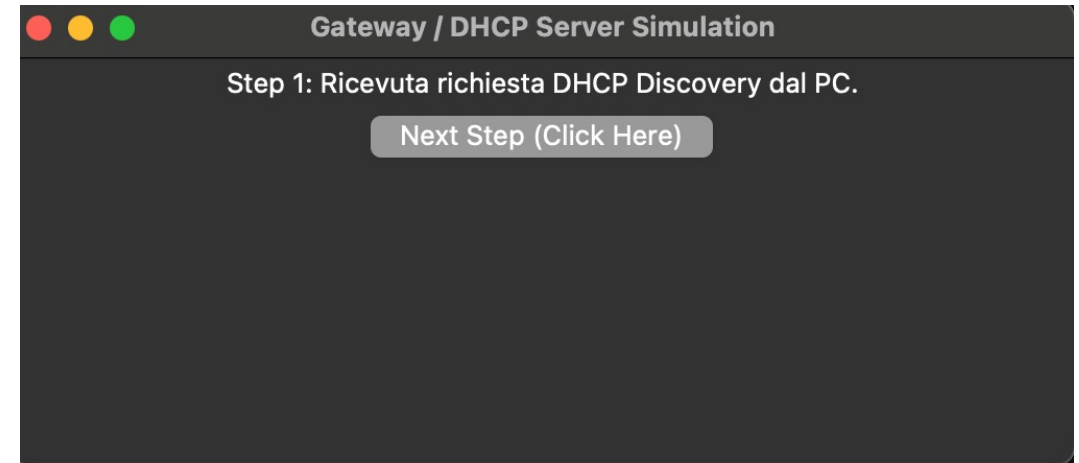 Gateway / DHCP Server Simulation
Step 1: Ricevuta richiesta DHCP Discovery dal PC.
Next Step (Click Here)